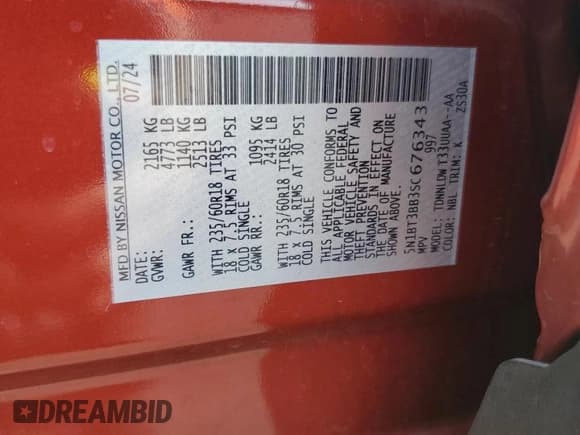 MFD BY NISSAN MOTOR CO., LTD.
DATE: 07/24
GVWR: 2165 KG
4773 LB
GAWR FR.: 1140 KG
2513 LB
WITH 235/60R18 TIRES
18 X 7.5 RIMS AT 33 PSI
COLD SINGLE
GAWR RR.: 1095 KG
2414 LB
WITH 235/60R18 TIRES
18 X 7.5 RIMS AT 30 PSI
COLD SINGLE
THIS VEHICLE CONFORMS TO
ALL APPLICABLE FEDERAL
MOTOR VEHICLE SAFETY AND
THEFT PREVENTION
STANDARDS IN EFFECT ON
THE DATE OF MANUFACTURE
SHOWN ABOVE.
5N1BT3BB3SC676343
MPV 997
MODEL: TDWNLDW T33UUAA--AA
COLOR: NBL TRIM: K ZS30A
DREAMBID